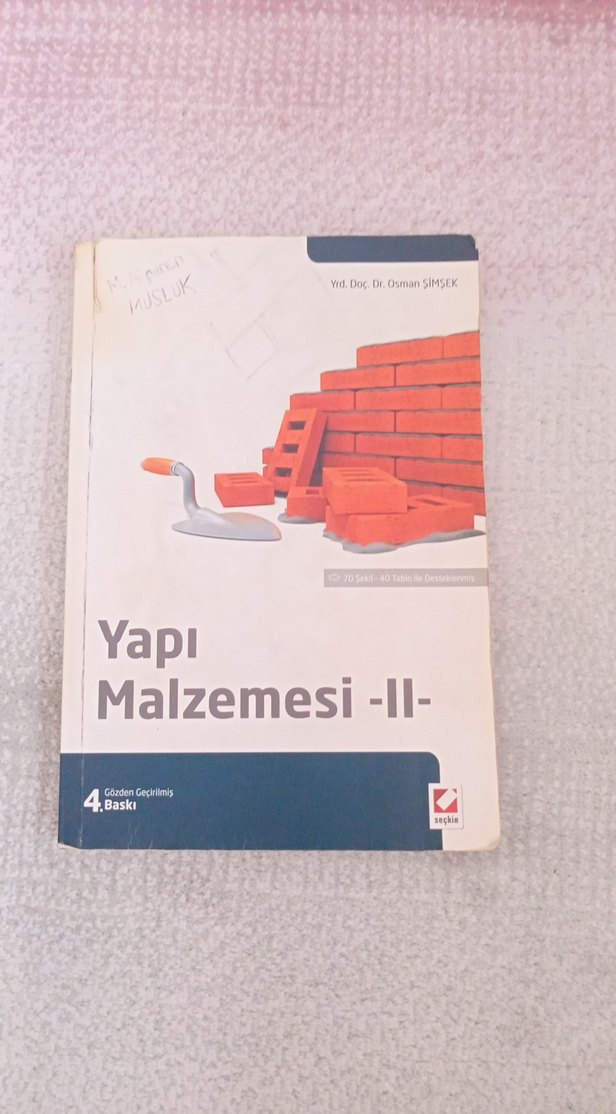 M. Alperen
MUSLUK
Yrd. Doç. Dr. Osman ŞİMŞEK
70 Şekil - 40 Tablo ile Desteklenmiş
Yapı
Malzemesi -II-
4. Gözden Geçirilmiş
Baskı
seçkin